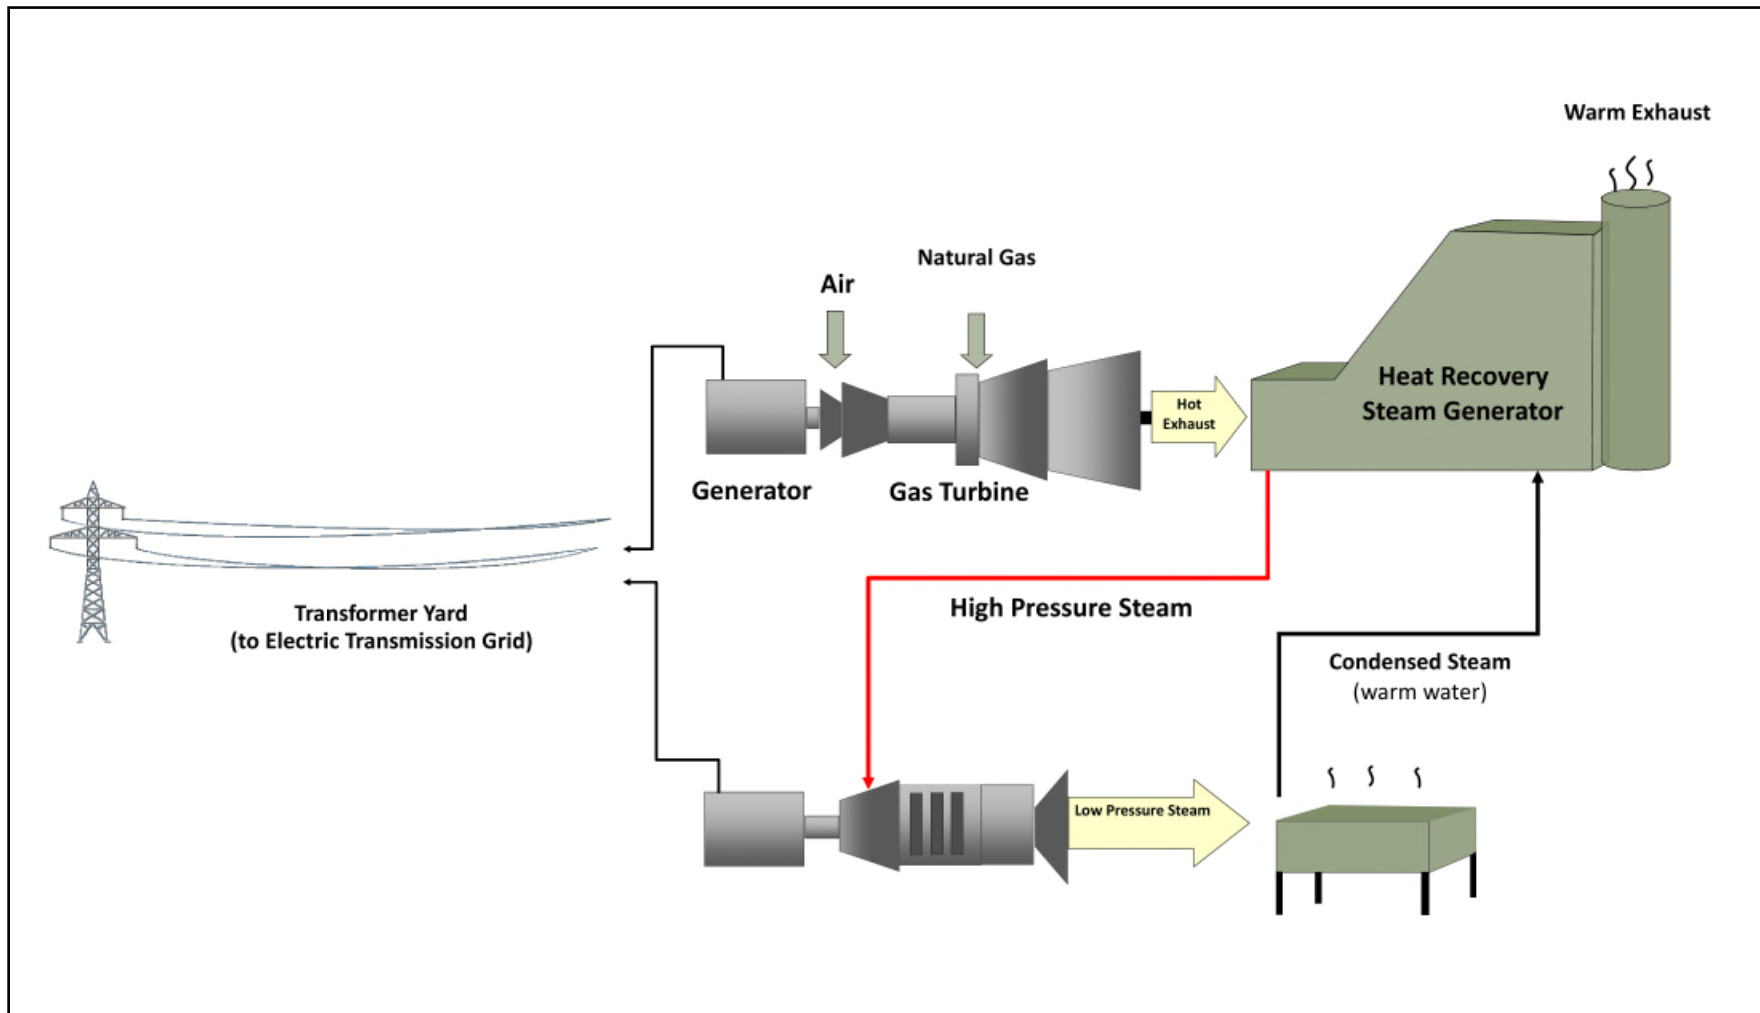 Warm Exhaust
Natural Gas
Air
Hot
Exhaust
Heat Recovery
Steam Generator
Generator
Gas Turbine
High Pressure Steam
Transformer Yard
(to Electric Transmission Grid)
Condensed Steam
(warm water)
Low Pressure Steam